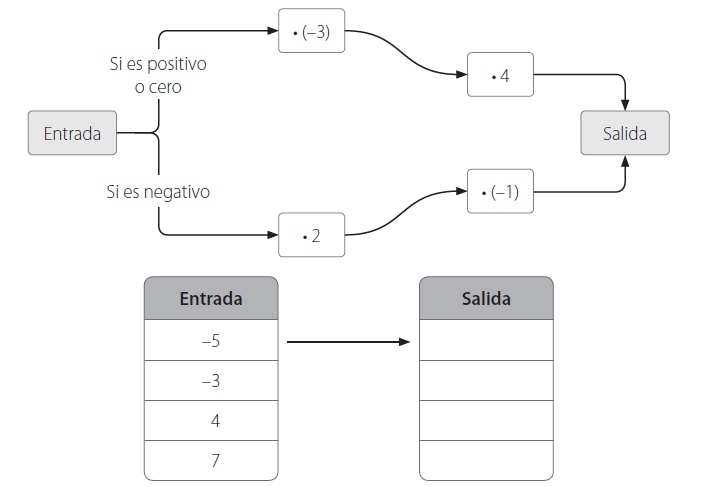 • (–3)
Si es positivo
o cero
• 4
Entrada
Salida
Si es negativo
• (–1)
• 2
Entrada
Salida
–5
–3
4
7